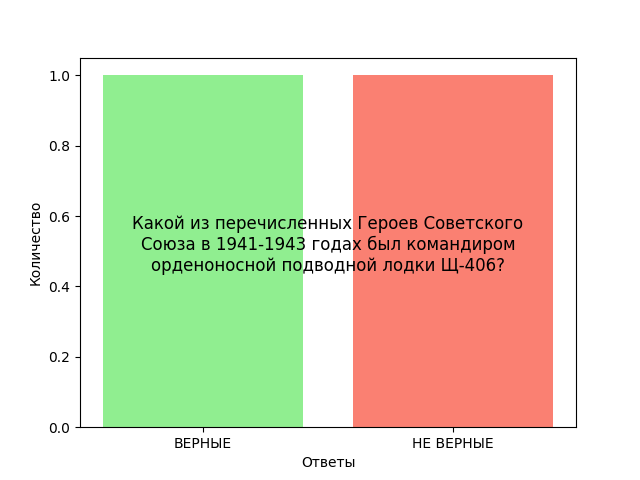 1.0
0.8
0.6
0.4
0.2
0.0
Количество
Какой из перечисленных Героев Советского
Союза в 1941-1943 годах был командиром
орденоносной подводной лодки Щ-406?
ВЕРНЫЕ
НЕ ВЕРНЫЕ
Ответы